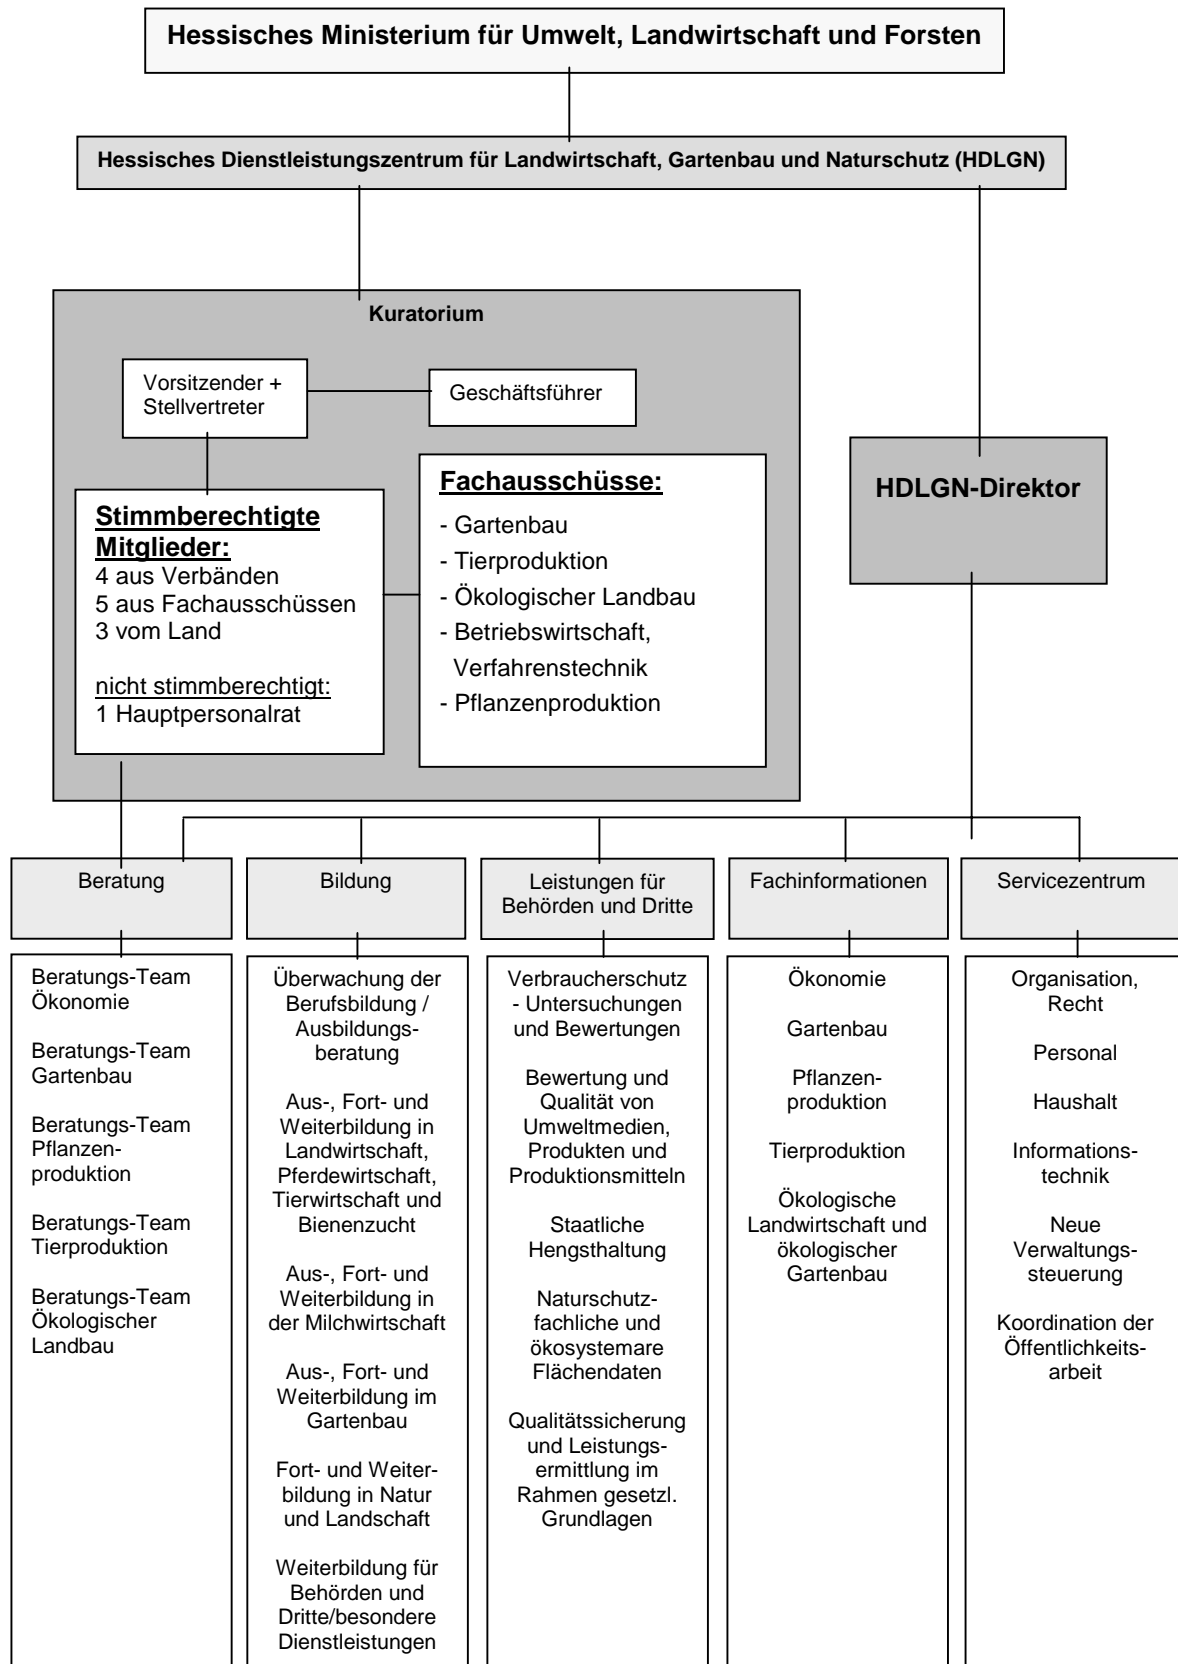 Hessisches Ministerium für Umwelt, Landwirtschaft und Forsten
Hessisches Dienstleistungszentrum für Landwirtschaft, Gartenbau und Naturschutz (HDLGN)
Kuratorium
Vorsitzender +
Stellvertreter
Geschäftsführer
Stimmberechtigte
Mitglieder:
4 aus Verbänden
5 aus Fachausschüssen
3 vom Land
nicht stimmberechtigt:
1 Hauptpersonalrat
Fachausschüsse:
- Gartenbau
- Tierproduktion
- Ökologischer Landbau
- Betriebswirtschaft,
Verfahrenstechnik
- Pflanzenproduktion
HDLGN-Direktor
Beratung
Beratungs-Team
Ökonomie
Beratungs-Team
Gartenbau
Beratungs-Team
Pflanzen-
produktion
Beratungs-Team
Tierproduktion
Beratungs-Team
Ökologischer
Landbau
Bildung
Überwachung der
Berufsbildung /
Ausbildungs-
beratung
Aus-, Fort- und
Weiterbildung in
Landwirtschaft,
Pferdewirtschaft,
Tierwirtschaft und
Bienenzucht
Aus-, Fort- und
Weiterbildung in
der Milchwirtschaft
Aus-, Fort- und
Weiterbildung im
Gartenbau
Fort- und Weiter-
bildung in Natur
und Landschaft
Weiterbildung für
Behörden und
Dritte/besondere
Dienstleistungen
Leistungen für
Behörden und Dritte
Verbraucherschutz
- Untersuchungen
und Bewertungen
Bewertung und
Qualität von
Umweltmedien,
Produkten und
Produktionsmitteln
Staatliche
Hengsthaltung
Naturschutz-
fachliche und
ökosystemare
Flächendaten
Qualitätssicherung
und Leistungs-
ermittlung im
Rahmen gesetzl.
Grundlagen
Fachinformationen
Ökonomie
Gartenbau
Pflanzen-
produktion
Tierproduktion
Ökologische
Landwirtschaft und
ökologischer
Gartenbau
Servicezentrum
Organisation,
Recht
Personal
Haushalt
Informations-
technik
Neue
Verwaltungs-
steuerung
Koordination der
Öffentlichkeits-
arbeit